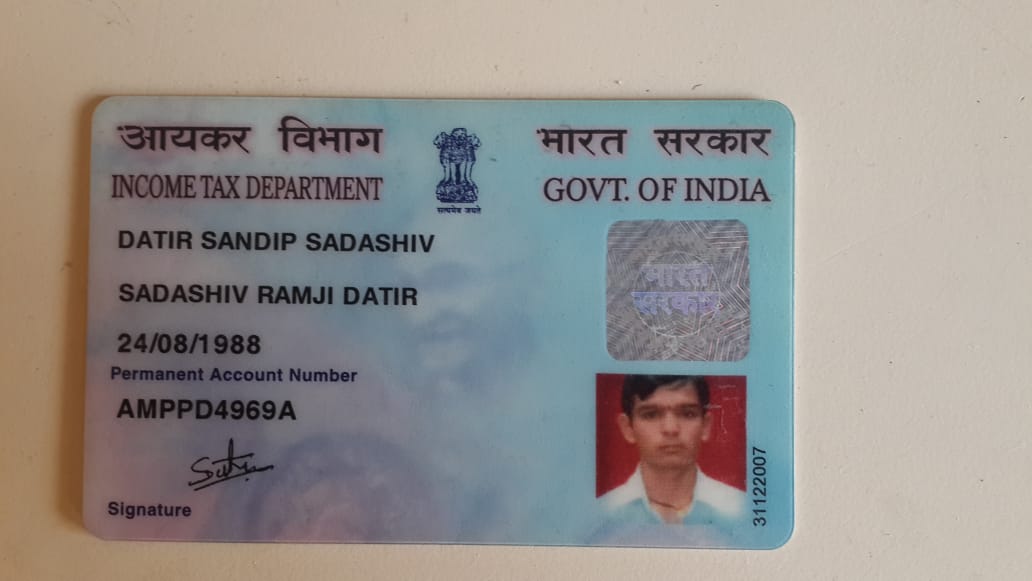 आयकर विभाग
भारत सरकार
INCOME TAX DEPARTMENT
GOVT. OF INDIA
सत्यमेव जयते
DATIR SANDIP SADASHIV
SADASHIV RAMJI DATIR
24/08/1988
Permanent Account Number
AMPPD4969A
Signature
भारत
सरकार
31122007